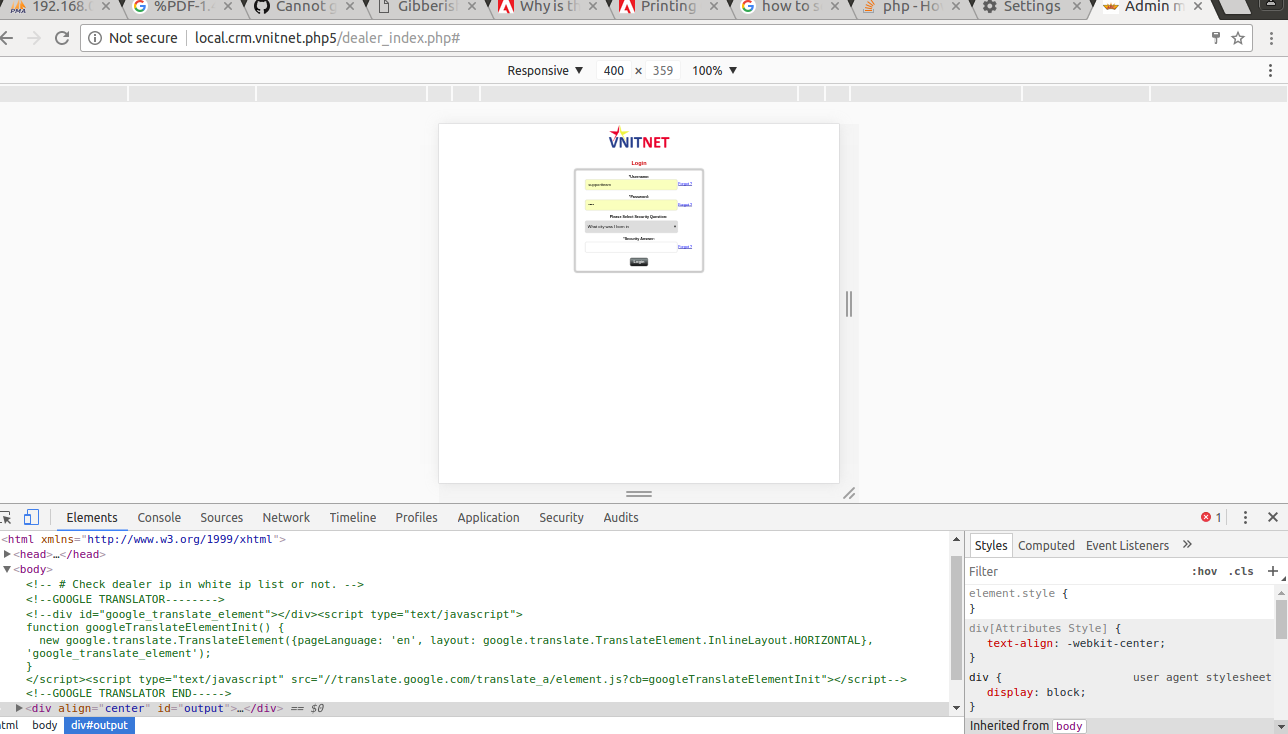 PMA 192.168.0 %PDF-1.4 Cannot g Gibberis Why is th Printing how to s php - Ho Settings Admin m
Not secure local.crm.vnitnet.php5/dealer_index.php#
Responsive ▼ 400 × 359 100% ▼
VNITNET
Login
*Username:
Forgot ?
*Password:
•••• Forgot ?
Please Select Security Question:
What city was I born in
*Security Answer:
Forgot ?
Login
Elements Console Sources Network Timeline Profiles Application Security Audits 1
<html xmlns="http://www.w3.org/1999/xhtml">
▶<head>…</head>
▼<body>
<!-- # Check dealer ip in white ip list or not. -->
<!--GOOGLE TRANSLATOR-------->
<!--div id="google_translate_element"></div><script type="text/javascript">
function googleTranslateElementInit() {
new google.translate.TranslateElement({pageLanguage: 'en', layout: google.translate.TranslateElement.InlineLayout.HORIZONTAL},
'google_translate_element');
}
</script><script type="text/javascript" src="//translate.google.com/translate_a/element.js?cb=googleTranslateElementInit"></script-->
<!--GOOGLE TRANSLATOR END----->
▶<div align="center" id="output">…</div> == $0
tml body div#output
Styles Computed Event Listeners »
Filter :hov .cls +
element.style {
}
div[Attributes Style] {
text-align: -webkit-center;
}
div { user agent stylesheet
display: block;
}
Inherited from body